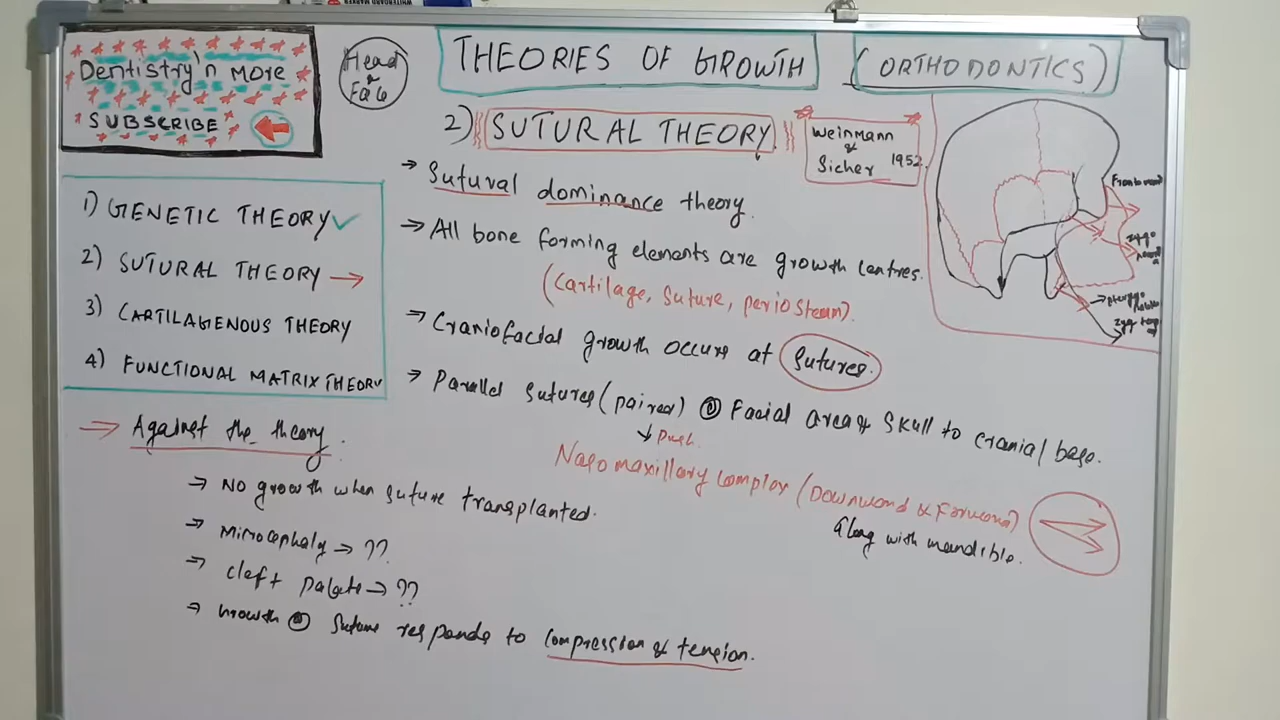 WHITEBOARD MARKER
Dentistry'n more
SUBSCRIBE
Head
&
Face
THEORIES OF GROWTH (ORTHODONTICS)
2) SUTURAL THEORY
Weinmann
&
Sicher 1952
1) GENETIC THEORY ✓
2) SUTURAL THEORY →
3) CARTILAGENOUS THEORY
4) FUNCTIONAL MATRIX THEORY
→ Sutural dominance theory.
→ All bone forming elements are growth centres.
(Cartilage, Suture, periosteum).
→ Craniofacial growth occurs at sutures.
→ Parallel sutures (paired) @ Facial area & Skull to cranial base.
↓ Push.
Nasomaxillary complex (Downward & Forward)
along with mandible.
⇒ Against the theory.
→ No growth when suture transplanted.
→ Microcephaly → ??
→ cleft palate → ??
→ Growth @ Suture responds to compression & tension.